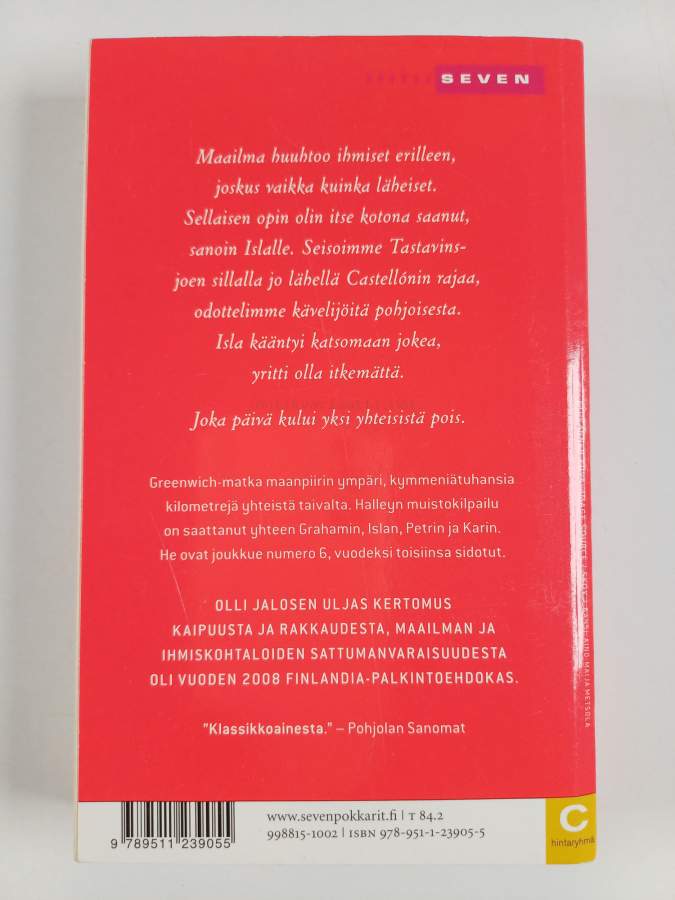 SEVEN
Maailma huuhtoo ihmiset erilleen,
joskus vaikka kuinka läheiset.
Sellaisen opin olin itse kotona saanut,
sanoin Islalle. Seisoimme Tastavins-
joen sillalla jo lähellä Castellónin rajaa,
odottelimme kävelijöitä pohjoisesta.
Isla kääntyi katsomaan jokea,
yritti olla itkemättä.
Joka päivä kului yksi yhteisistä pois.
Greenwich-matka maanpiirin ympäri, kymmeniätuhansia
kilometrejä yhteistä taivalta. Halleyn muistokilpailu
on saattanut yhteen Grahamin, Islan, Petrin ja Karin.
He ovat joukkue numero 6, vuodeksi toisiinsa sidotut.
OLLI JALOSEN ULJAS KERTOMUS
KAIPUUSTA JA RAKKAUDESTA, MAAILMAN JA
IHMISKOHTALOIDEN SATTUMANVARAISUUDESTA
OLI VUODEN 2008 FINLANDIA-PALKINTOEHDOKAS.
"Klassikkoainesta." – Pohjolan Sanomat
www.sevenpokkarit.fi | T 84.2
998815-1002 | ISBN 978-951-1-23905-5
9 789511 239055
C
hintaryhmä
MAIJA METSOLA